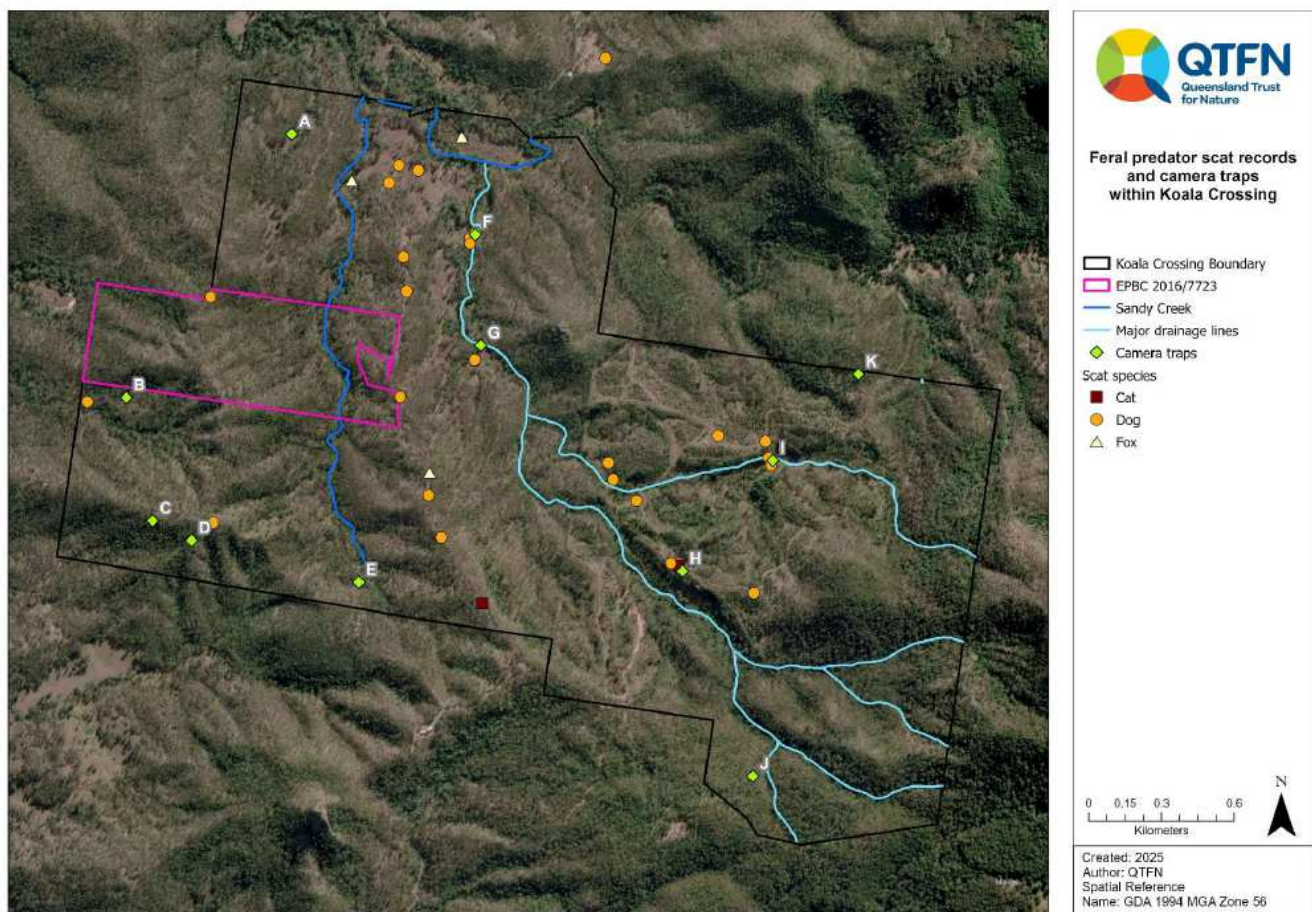 A
F
G
B
K
I
C
D
E
H
J
QTFN
Queensland Trust
for Nature
Feral predator scat records
and camera traps
within Koala Crossing
Koala Crossing Boundary
EPBC 2016/7723
Sandy Creek
Major drainage lines
Camera traps
Scat species
Cat
Dog
Fox
N
0 0.15 0.3 0.6
Kilometers
Created: 2025
Author: QTFN
Spatial Reference
Name: GDA 1994 MGA Zone 56